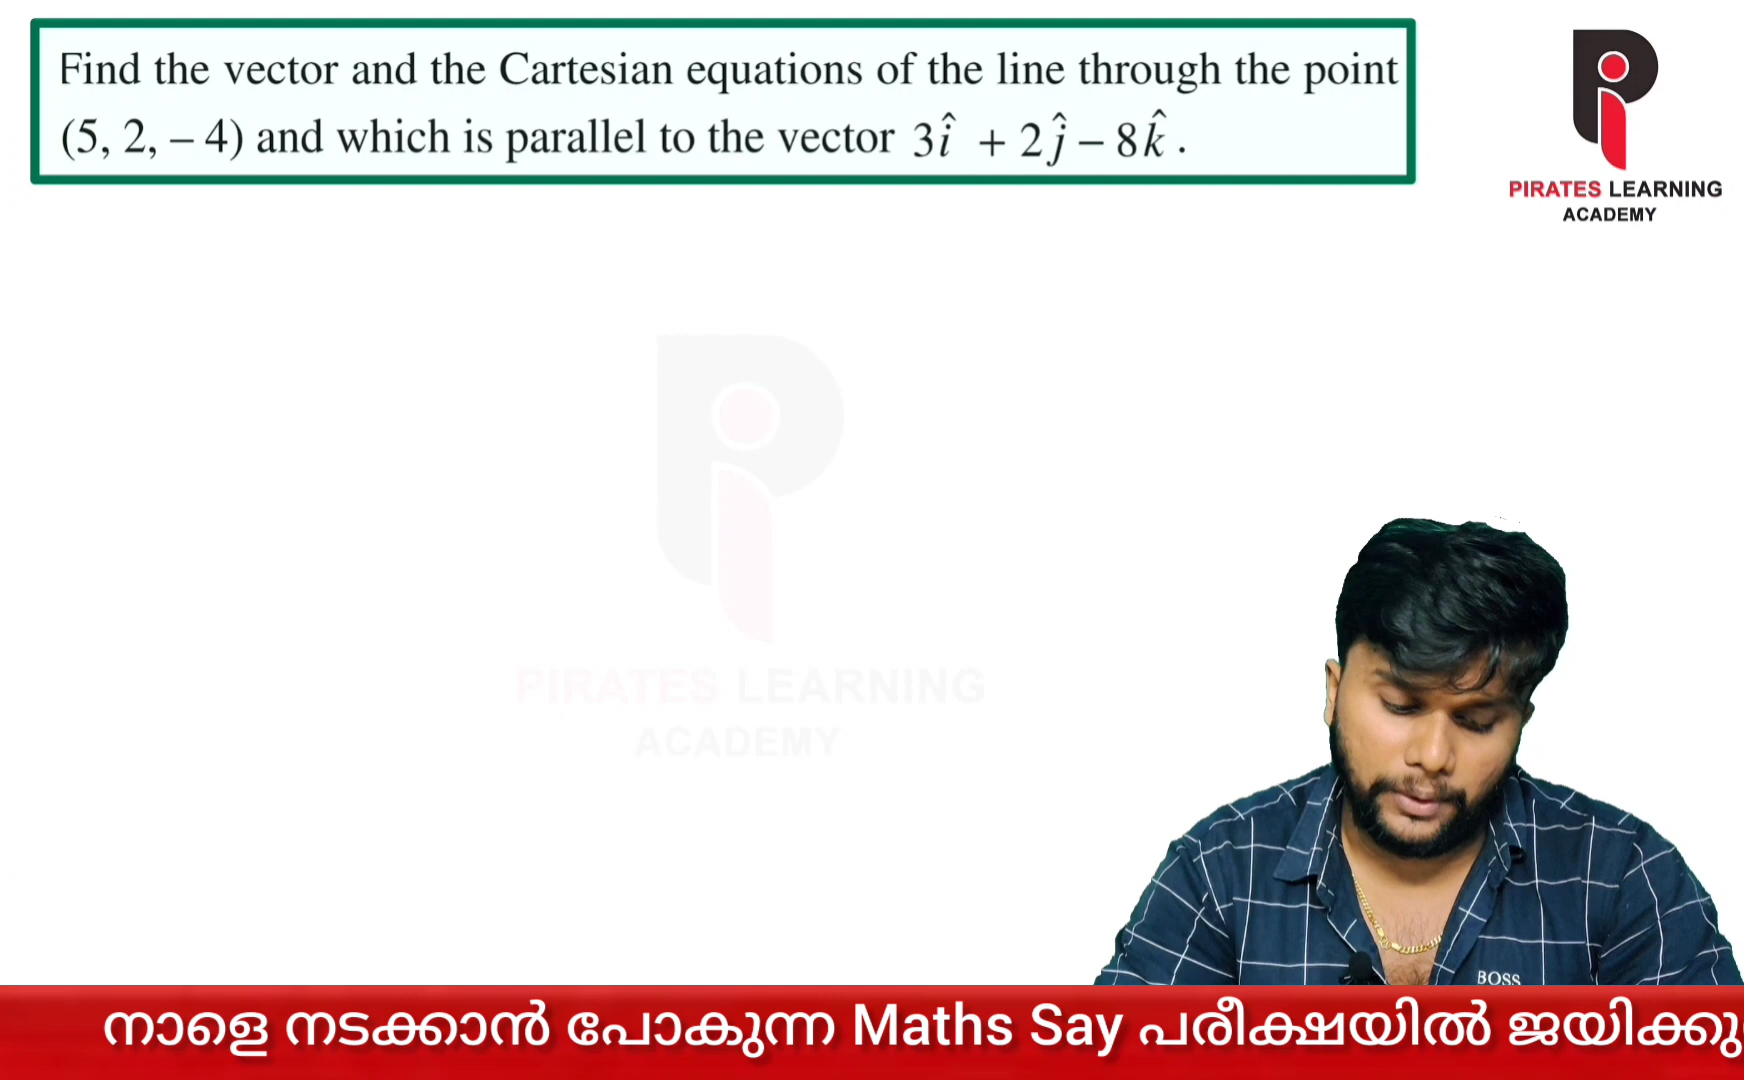 Find the vector and the Cartesian equations of the line through the point
(5, 2, – 4) and which is parallel to the vector 3î + 2ĵ – 8k̂ .
PIRATES LEARNING
ACADEMY
PIRATES LEARNING
ACADEMY
BOSS
നാളെ നടക്കാൻ പോകുന്ന Maths Say പരീക്ഷയിൽ